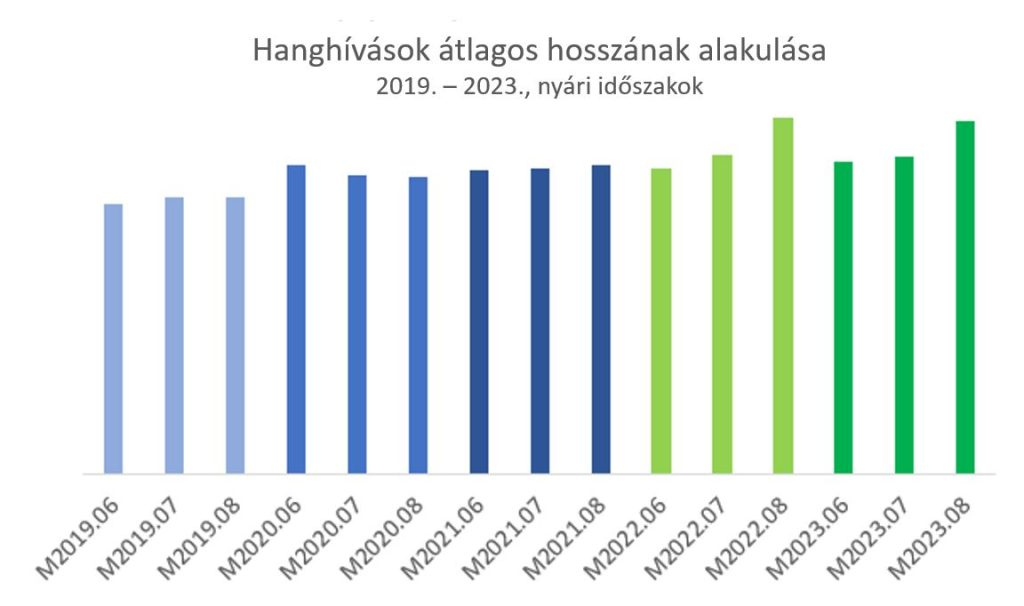 Hanghívások átlagos hosszának alakulása
2019. – 2023., nyári időszakok
M2019.06
M2019.07
M2019.08
M2020.06
M2020.07
M2020.08
M2021.06
M2021.07
M2021.08
M2022.06
M2022.07
M2022.08
M2023.06
M2023.07
M2023.08